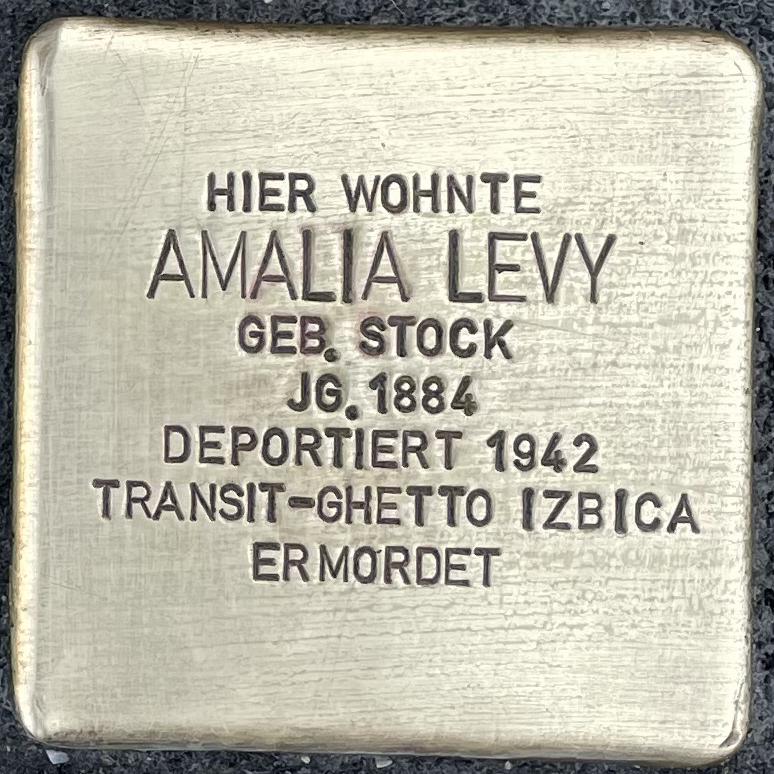 HIER WOHNTE
AMALIA LEVY
GEB. STOCK
JG. 1884
DEPORTIERT 1942
TRANSIT-GHETTO IZBICA
ERMORDET